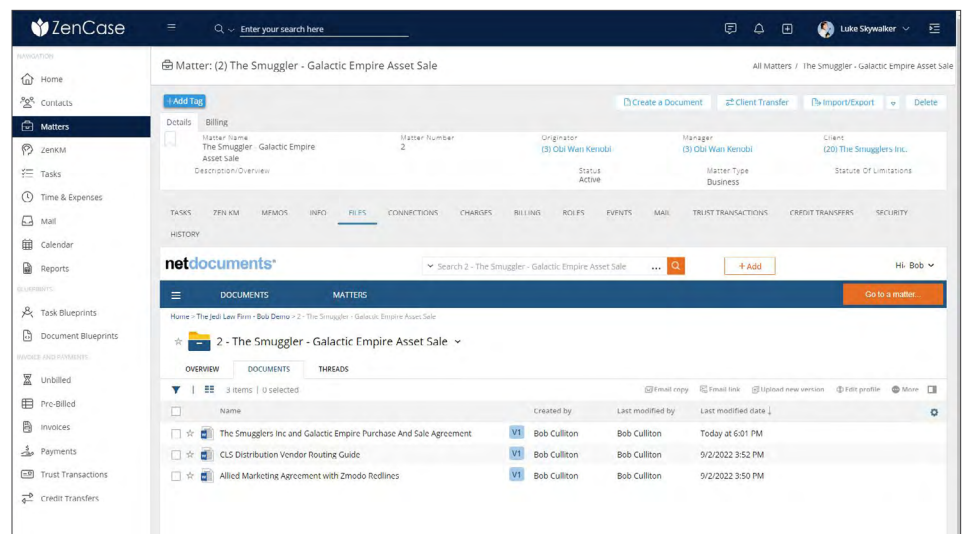 ZenCase
Enter your search here
Luke Skywalker
NAVIGATION
Home
Contacts
Matters
ZenKM
Tasks
Time & Expenses
Mail
Calendar
Reports
BLUEPRINTS
Task Blueprints
Document Blueprints
INVOICE AND PAYMENTS
Unbilled
Pre-Billed
Invoices
Payments
Trust Transactions
Credit Transfers
Matter: (2) The Smuggler - Galactic Empire Asset Sale
All Matters / The Smuggler - Galactic Empire Asset Sale
+Add Tag
Create a Document
Client Transfer
Import/Export
Delete
Details Billing
Matter Name
The Smuggler - Galactic Empire
Asset Sale
Matter Number
2
Originator
(3) Obi Wan Kenobi
Manager
(3) Obi Wan Kenobi
Client
(20) The Smugglers Inc.
Description/Overview
Status
Active
Matter Type
Business
Statute Of Limitations
TASKS ZEN KM MEMOS INFO FILES CONNECTIONS CHARGES BILLING ROLES EVENTS MAIL TRUST TRANSACTIONS CREDIT TRANSFERS SECURITY
HISTORY
netdocuments
Search 2 - The Smuggler - Galactic Empire Asset Sale ...
+ Add
Hi, Bob
DOCUMENTS MATTERS
Go to a matter...
Home > The Jedi Law Firm - Bob Demo > 2 - The Smuggler - Galactic Empire Asset Sale
2 - The Smuggler - Galactic Empire Asset Sale
OVERVIEW DOCUMENTS THREADS
3 items | 0 selected
Email copy Email link Upload new version Edit profile More
Name Created by Last modified by Last modified date ↓
The Smugglers Inc and Galactic Empire Purchase And Sale Agreement V1 Bob Culliton Bob Culliton Today at 6:01 PM
CLS Distribution Vendor Routing Guide V1 Bob Culliton Bob Culliton 9/2/2022 3:52 PM
Allied Marketing Agreement with Zmodo Redlines V1 Bob Culliton Bob Culliton 9/2/2022 3:50 PM